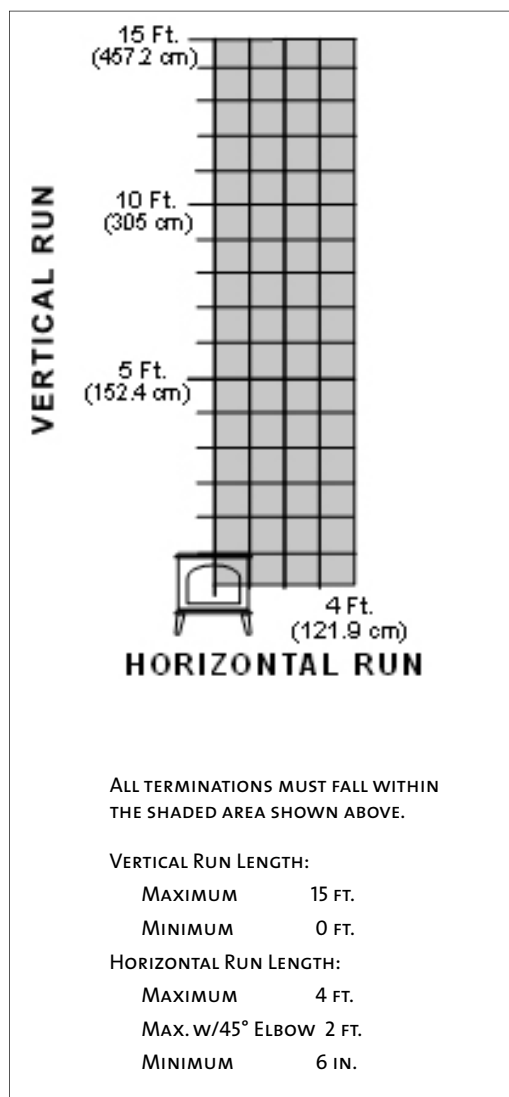 15 Ft.
(457.2 cm)
10 Ft.
(305 cm)
VERTICAL RUN
5 Ft.
(152.4 cm)
4 Ft.
(121.9 cm)
HORIZONTAL RUN
ALL TERMINATIONS MUST FALL WITHIN
THE SHADED AREA SHOWN ABOVE.
VERTICAL RUN LENGTH:
MAXIMUM 15 FT.
MINIMUM 0 FT.
HORIZONTAL RUN LENGTH:
MAXIMUM 4 FT.
MAX. W/45° ELBOW 2 FT.
MINIMUM 6 IN.